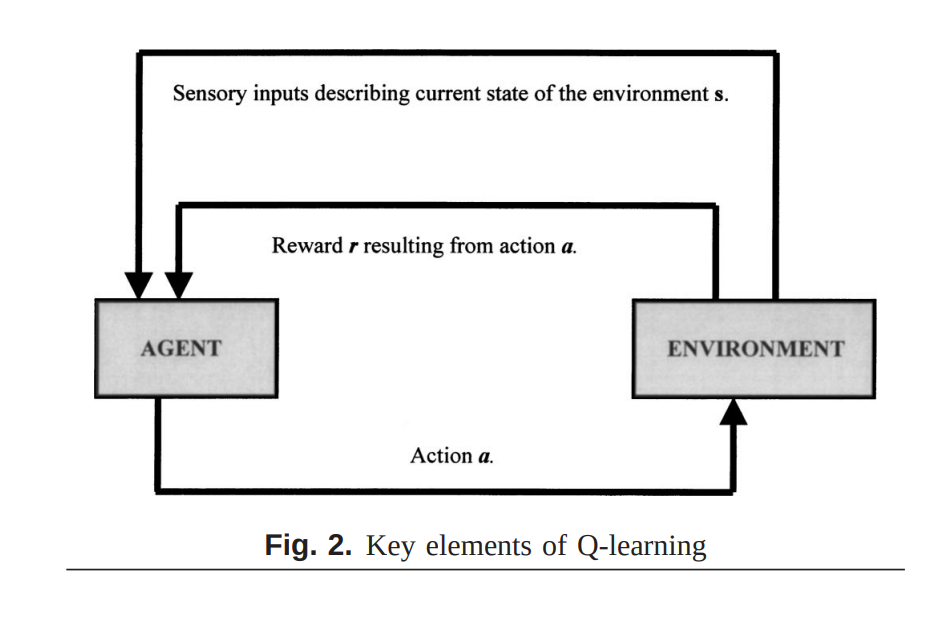 Sensory inputs describing current state of the environment s.
Reward r resulting from action a.
AGENT
ENVIRONMENT
Action a.
Fig. 2. Key elements of Q-learning